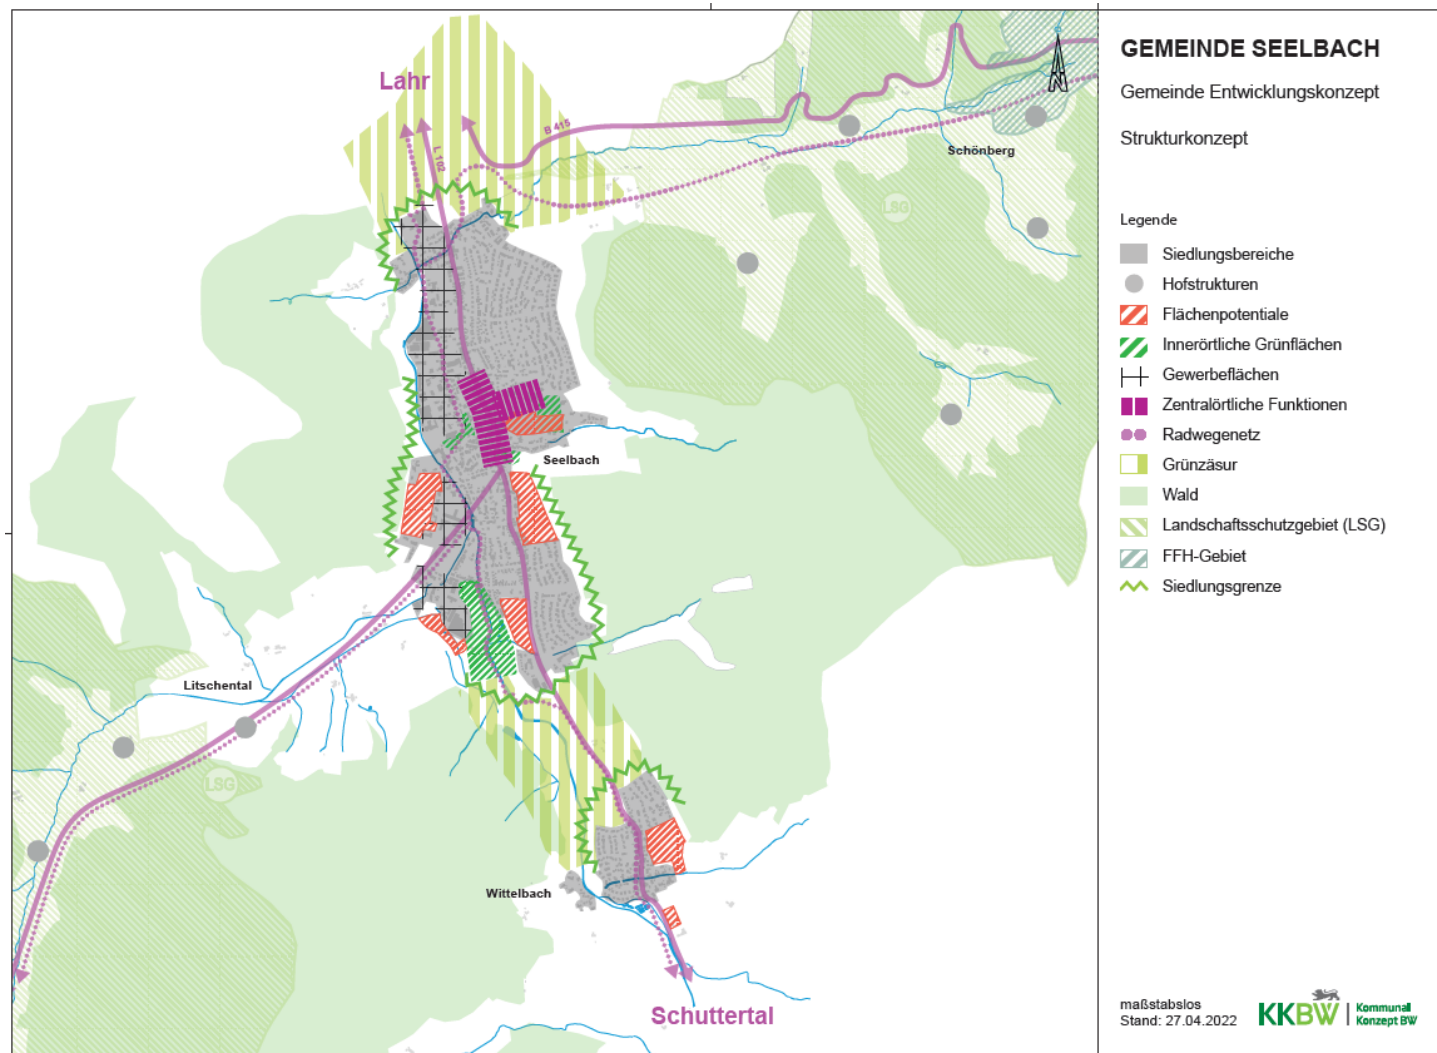 GEMEINDE SEELBACH
Gemeinde Entwicklungskonzept
Strukturkonzept
Legende
Siedlungsbereiche
Hofstrukturen
Flächenpotentiale
Innerörtliche Grünflächen
Gewerbeflächen
Zentralörtliche Funktionen
Radwegenetz
Grünzäsur
Wald
Landschaftsschutzgebiet (LSG)
FFH-Gebiet
Siedlungsgrenze
Lahr
L 102
B 415
Schönberg
LSG
Seelbach
Litschental
LSG
Wittelbach
Schuttertal
maßstabslos
Stand: 27.04.2022
KKBW
Kommunal
Konzept BW
N